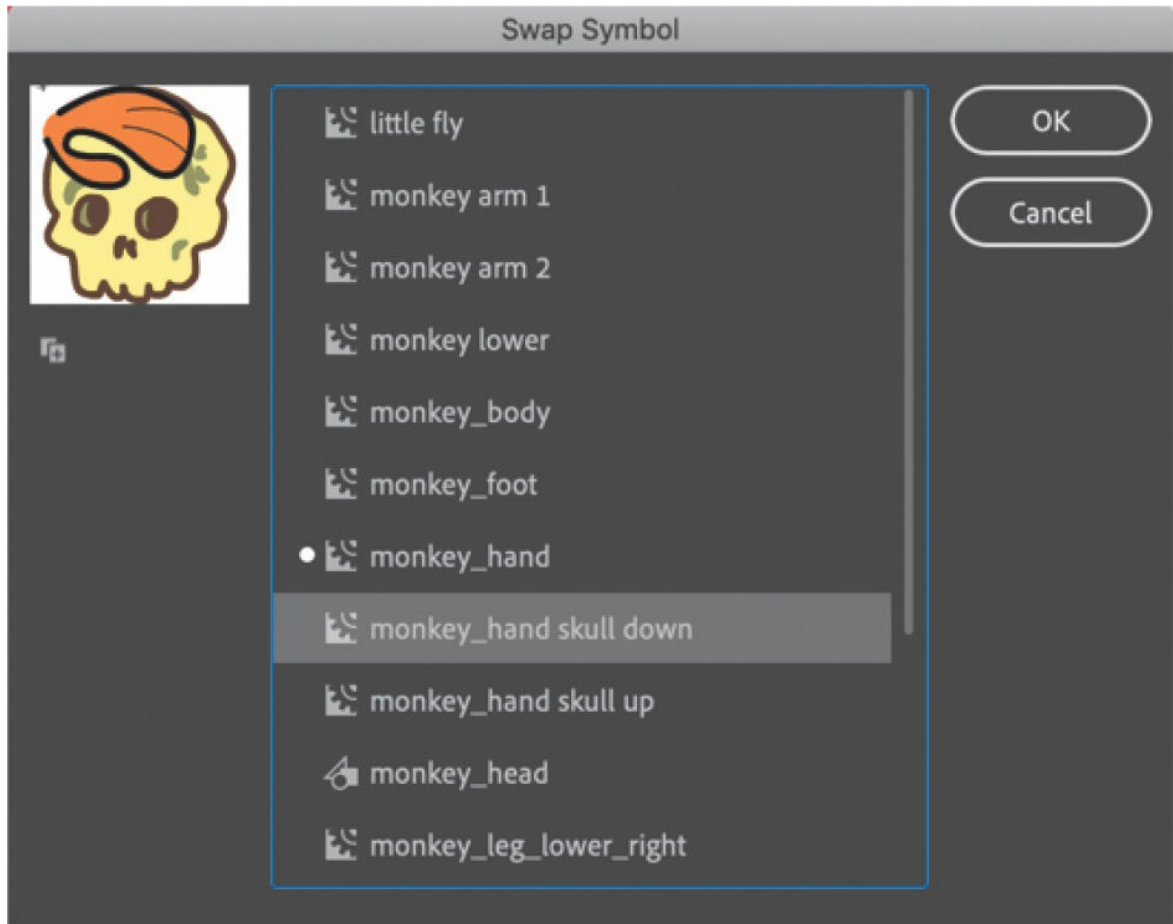 Swap Symbol
little fly
monkey arm 1
monkey arm 2
monkey lower
monkey_body
monkey_foot
monkey_hand
monkey_hand skull down
monkey_hand skull up
monkey_head
monkey_leg_lower_right
OK
Cancel